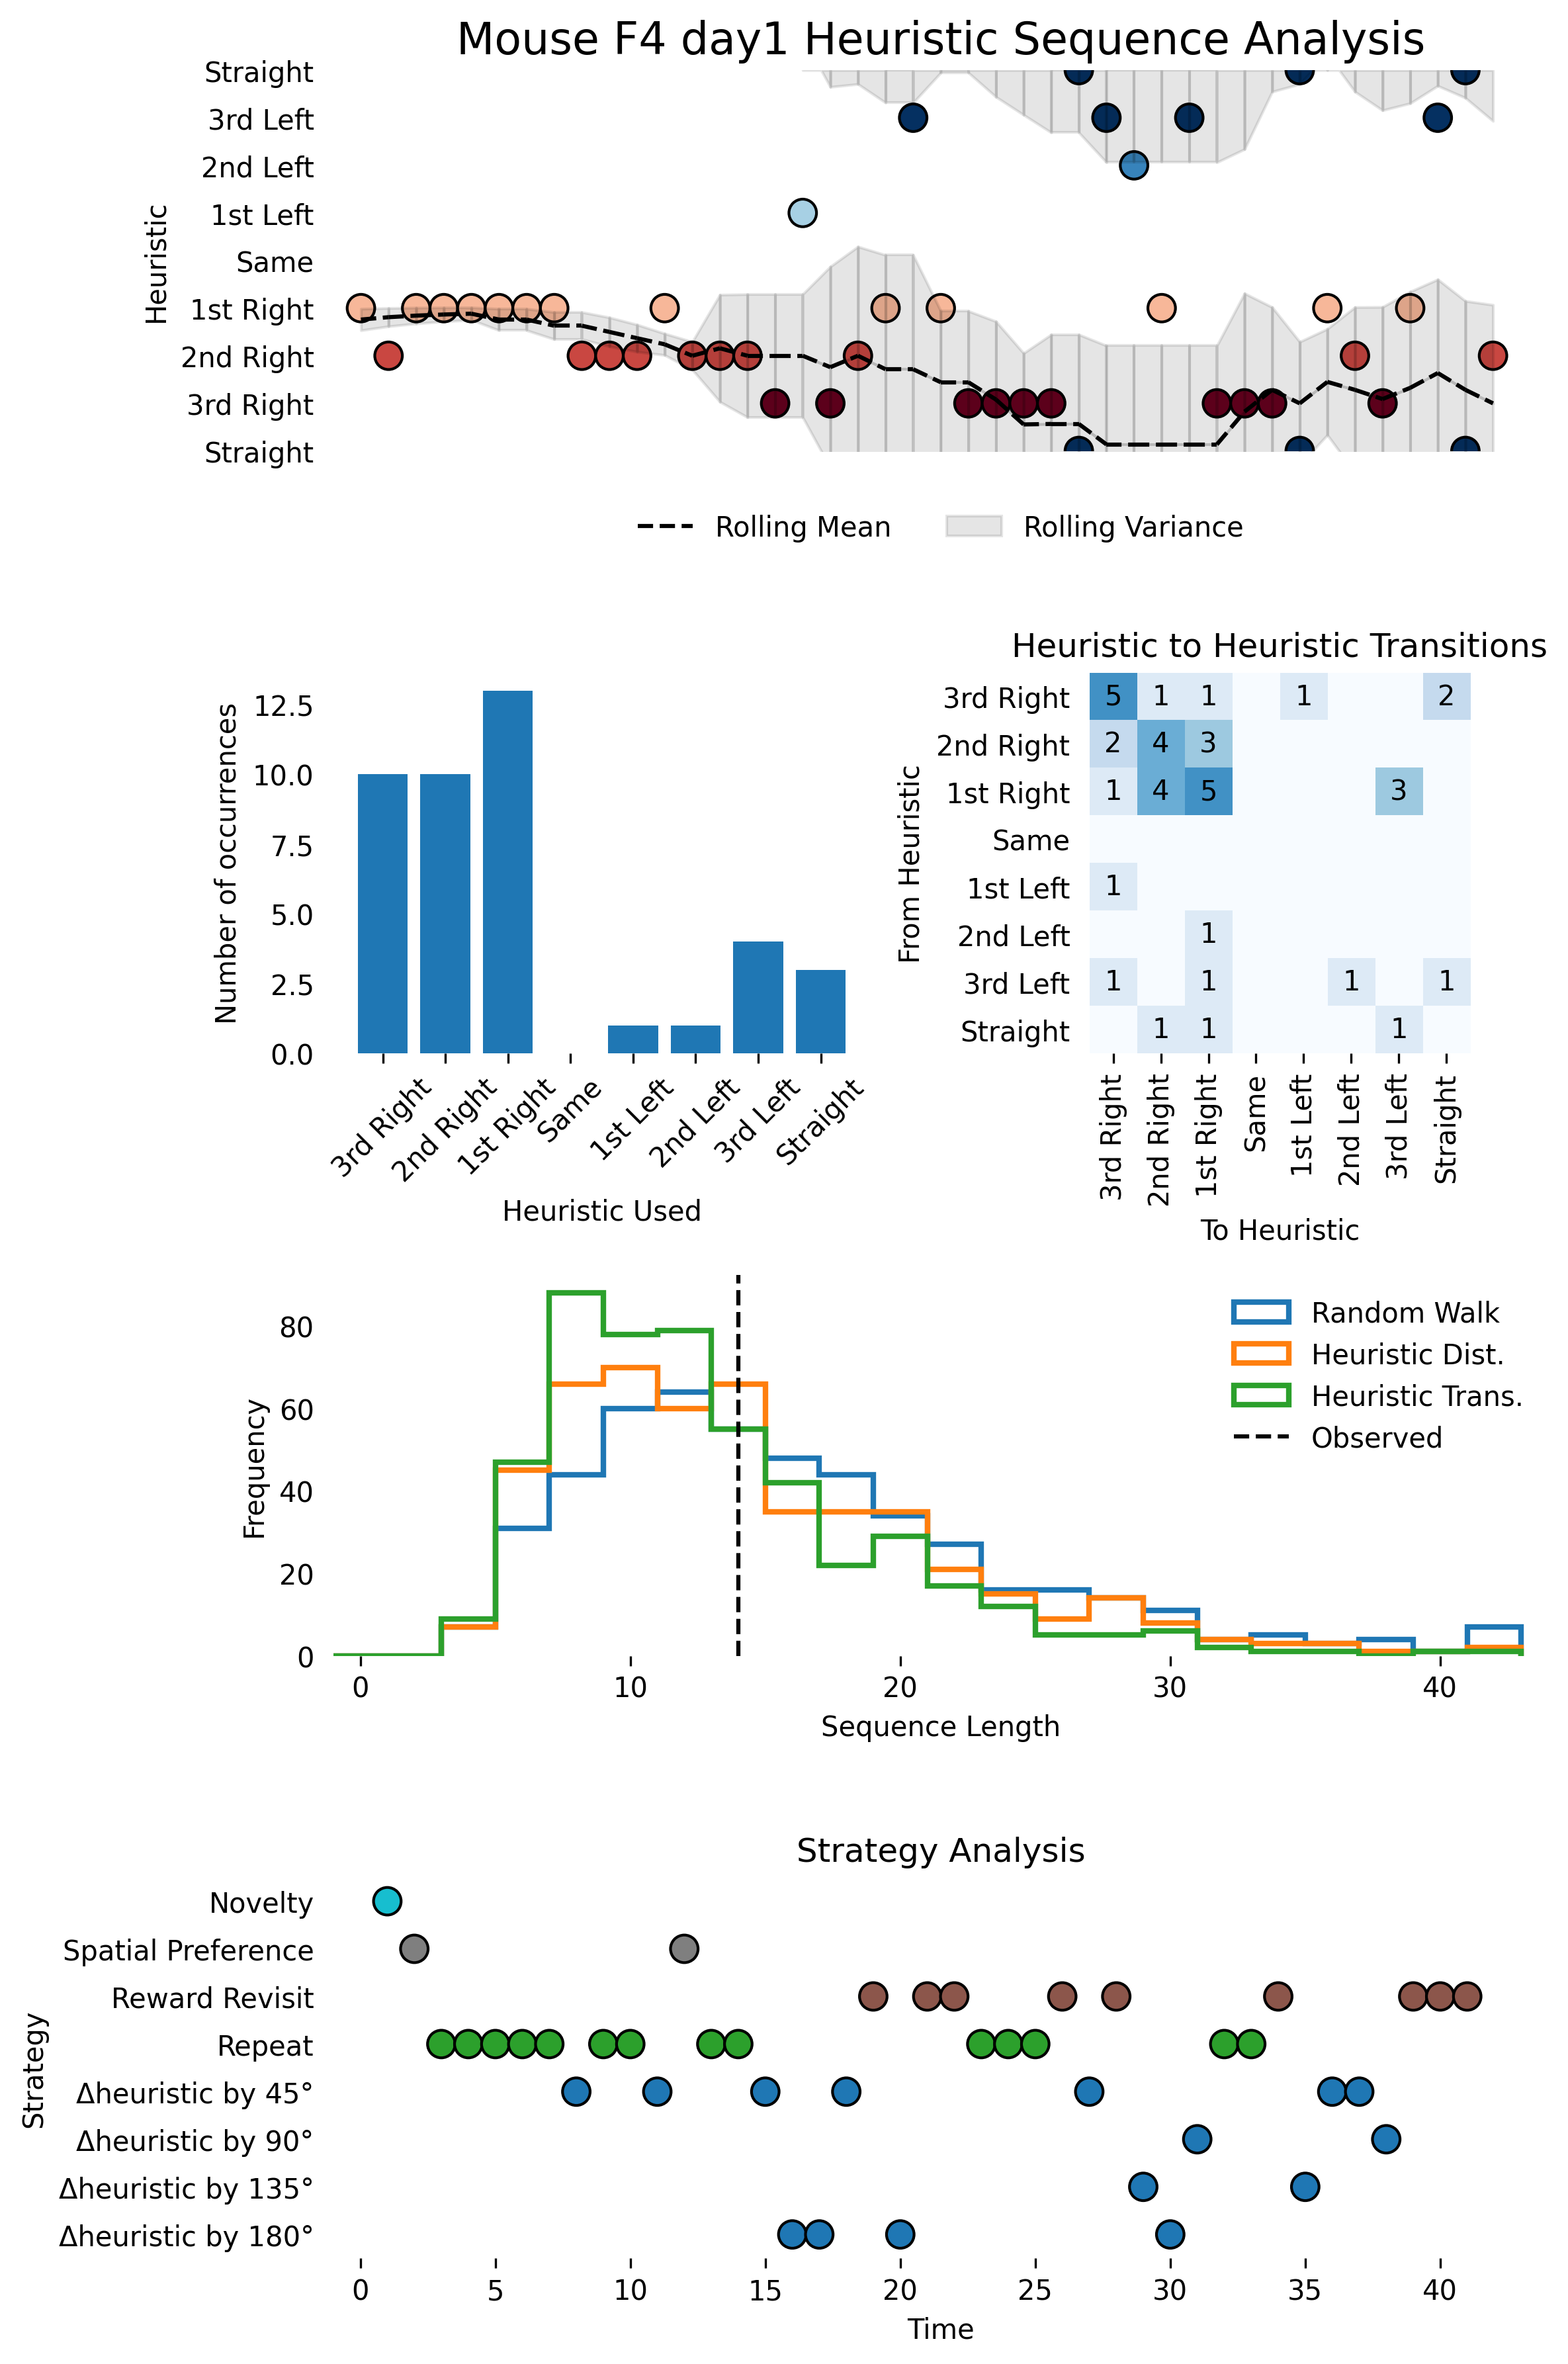 Mouse F4 day1 Heuristic Sequence Analysis
Heuristic
Straight
3rd Left
2nd Left
1st Left
Same
1st Right
2nd Right
3rd Right
Straight
Rolling Mean
Rolling Variance
Number of occurrences
12.5
10.0
7.5
5.0
2.5
0.0
3rd Right
2nd Right
1st Right
Same
1st Left
2nd Left
3rd Left
Straight
Heuristic Used
Heuristic to Heuristic Transitions
From Heuristic
3rd Right 5 1 1 1 2
2nd Right 2 4 3
1st Right 1 4 5 3
Same
1st Left 1
2nd Left 1
3rd Left 1 1 1 1
Straight 1 1 1
3rd Right
2nd Right
1st Right
Same
1st Left
2nd Left
3rd Left
Straight
To Heuristic
Frequency
80
60
40
20
0
0 10 20 30 40
Sequence Length
Random Walk
Heuristic Dist.
Heuristic Trans.
Observed
Strategy Analysis
Strategy
Novelty
Spatial Preference
Reward Revisit
Repeat
Δheuristic by 45°
Δheuristic by 90°
Δheuristic by 135°
Δheuristic by 180°
0 5 10 15 20 25 30 35 40
Time